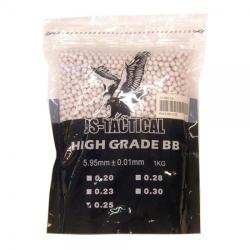 JS-TACTICAL
HIGH GRADE BB
5.95mm ± 0.01mm 1KG
0.20 0.28
0.23 0.30
0.25